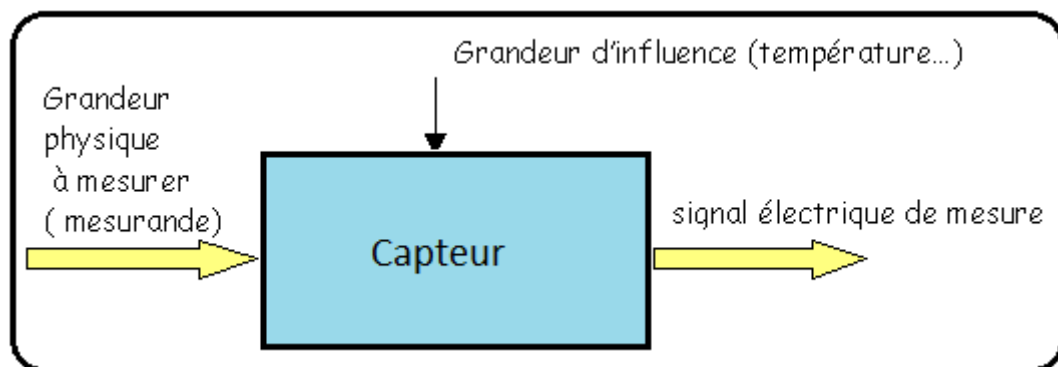 Grandeur d'influence (température...)
Grandeur
physique
à mesurer
( mesurande)
signal électrique de mesure
Capteur